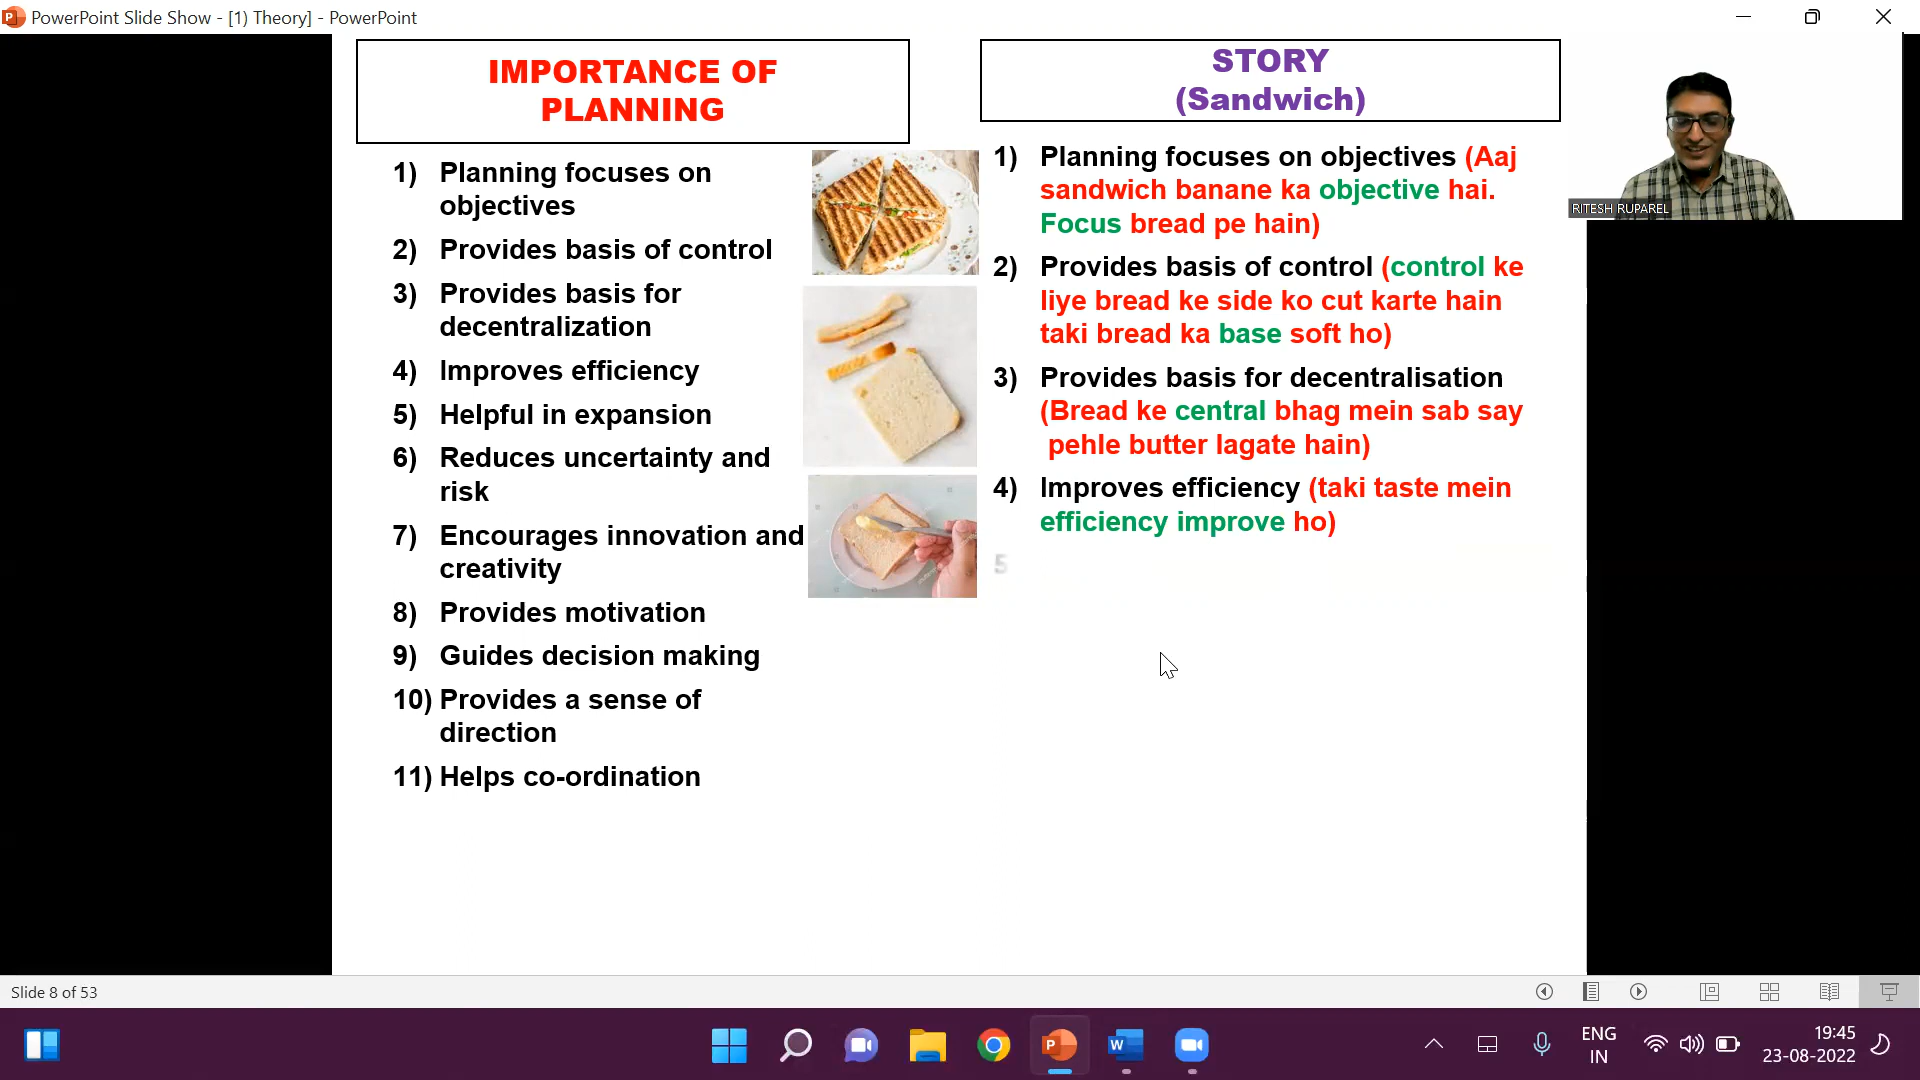 PowerPoint Slide Show - [1) Theory] - PowerPoint
IMPORTANCE OF
PLANNING
1) Planning focuses on
objectives
2) Provides basis of control
3) Provides basis for
decentralization
4) Improves efficiency
5) Helpful in expansion
6) Reduces uncertainty and
risk
7) Encourages innovation and
creativity
8) Provides motivation
9) Guides decision making
10) Provides a sense of
direction
11) Helps co-ordination
STORY
(Sandwich)
1) Planning focuses on objectives (Aaj
sandwich banane ka objective hai.
Focus bread pe hain)
2) Provides basis of control (control ke
liye bread ke side ko cut karte hain
taki bread ka base soft ho)
3) Provides basis for decentralisation
(Bread ke central bhag mein sab say
pehle butter lagate hain)
4) Improves efficiency (taki taste mein
efficiency improve ho)
5
RITESH RUPAREL
Slide 8 of 53
ENG
IN
19:45
23-08-2022